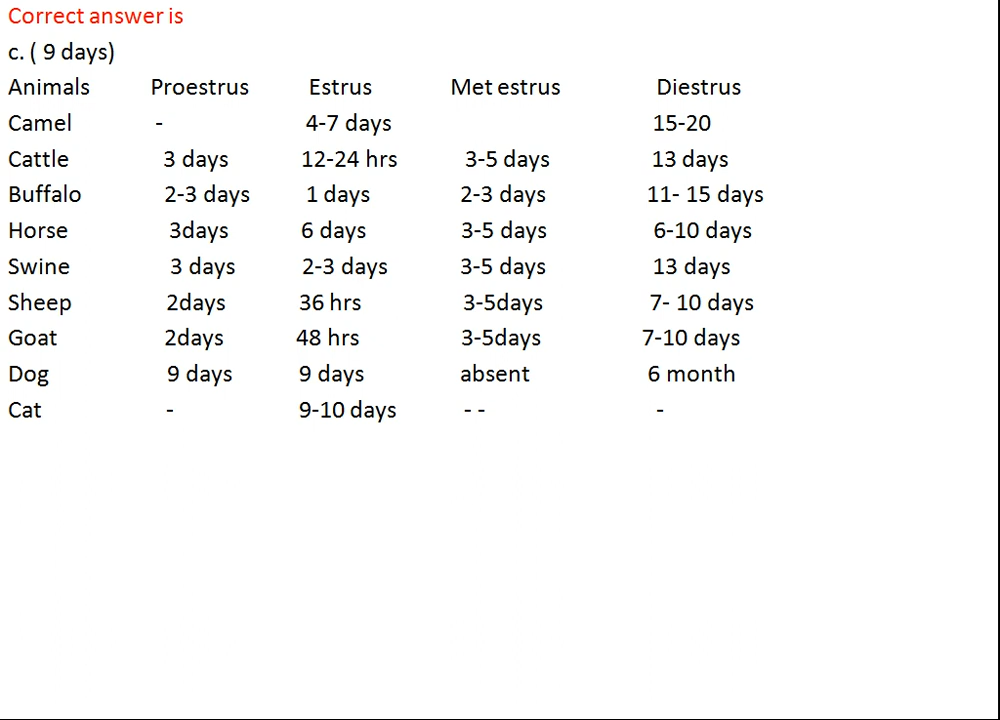 Correct answer is
c. ( 9 days)
Animals Proestrus Estrus Met estrus Diestrus
Camel - 4-7 days 15-20
Cattle 3 days 12-24 hrs 3-5 days 13 days
Buffalo 2-3 days 1 days 2-3 days 11- 15 days
Horse 3days 6 days 3-5 days 6-10 days
Swine 3 days 2-3 days 3-5 days 13 days
Sheep 2days 36 hrs 3-5days 7- 10 days
Goat 2days 48 hrs 3-5days 7-10 days
Dog 9 days 9 days absent 6 month
Cat - 9-10 days - - -